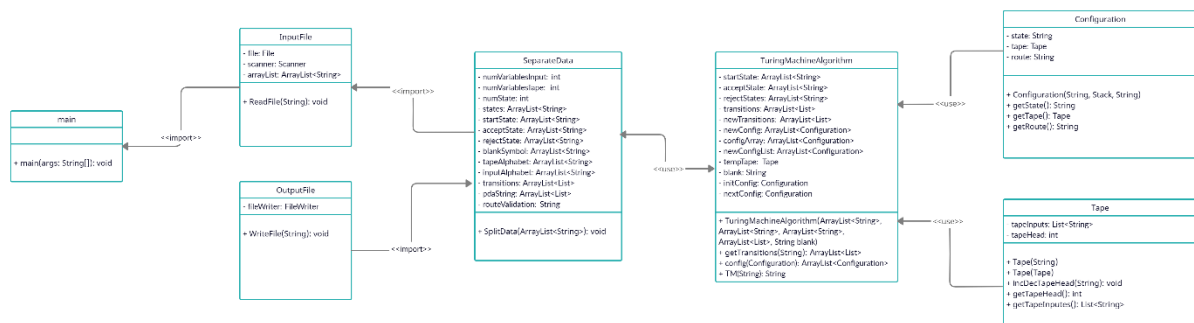 main
+ main(args: String[]): void
<<import>>
InputFile
- file: File
- scanner: Scanner
- arrayList: ArrayList<String>
+ ReadFile(String): void
OutputFile
- fileWriter: FileWriter
+ WriteFile(String): void
<<import>>
<<import>>
SeparateData
- numVariablesInput: int
- numVariablestape: int
- numState: int
- states: ArrayList<String>
- startState: ArrayList<String>
- acceptState: ArrayList<String>
- rejectState: ArrayList<String>
- blankSymbol: ArrayList<String>
- tapeAlphabet: ArrayList<String>
- inputAlphabet: ArrayList<String>
- transitions: ArrayList<List>
- pdaString: ArrayList<List>
- routeValidation: String
+ SplitData(ArrayList<String>): void
<<use>>
TuringMachineAlgorithm
- startState: ArrayList<String>
- acceptState: ArrayList<String>
- rejectStates: ArrayList<String>
- transitions: ArrayList<List>
- newTransitions: ArrayList<List>
- newConfig: ArrayList<Configuration>
- configArray: ArrayList<Configuration>
- newConfigList: ArrayList<Configuration>
- tempTape: Tape
- blank: String
- initConfig: Configuration
- nextConfig: Configuration
+ TuringMachineAlgorithm(ArrayList<String>,
ArrayList<String>, ArrayList<String>,
ArrayList<List>, String blank)
+ getTransitions(String): ArrayList<List>
+ config(Configuration): ArrayList<Configuration>
+ TM(String): String
<<use>>
<<use>>
Configuration
- state: String
- tape: Tape
- route: String
+ Configuration(String, Stack, String)
+ getState(): String
+ getTape(): Tape
+ getRoute(): String
Tape
tapeInputs: List<String>
- tapeHead: int
+ Tape(String)
+ Tape(Tape)
+ IncDecTapeHead(String): void
+ getTapeHead(): int
+ getTapeInputes(): List<String>